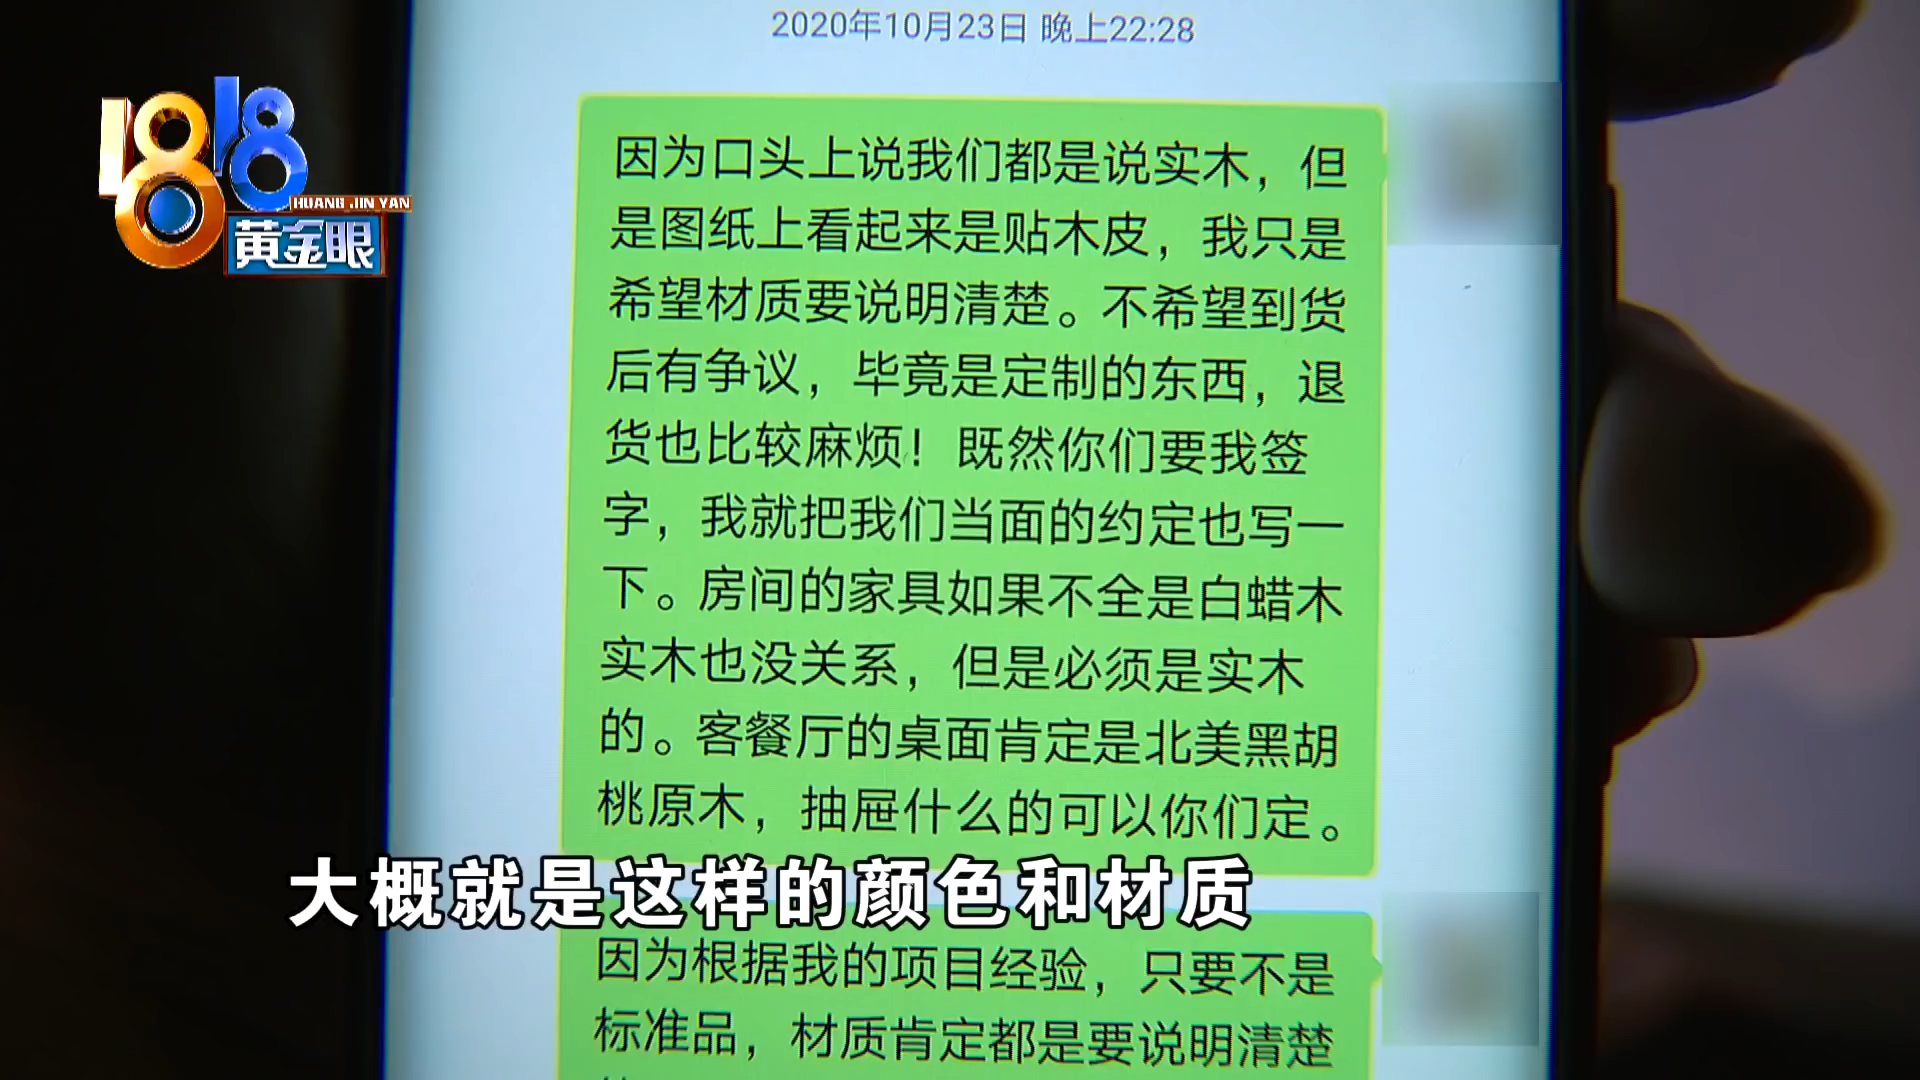 2020年10月23日 晚上22:28
1818
HUANG JIN YAN
黄金眼
因为口头上说我们都是说实木，但
是图纸上看起来是贴木皮，我只是
希望材质要说明清楚。不希望到货
后有争议，毕竟是定制的东西，退
货也比较麻烦！既然你们要我签
字，我就把我们当面的约定也写一
下。房间的家具如果不全是白蜡木
实木也没关系，但是必须是实木
的。客餐厅的桌面肯定是北美黑胡
桃原木，抽屉什么的可以你们定。
大概就是这样的颜色和材质
因为根据我的项目经验，只要不是
标准品，材质肯定都是要说明清楚